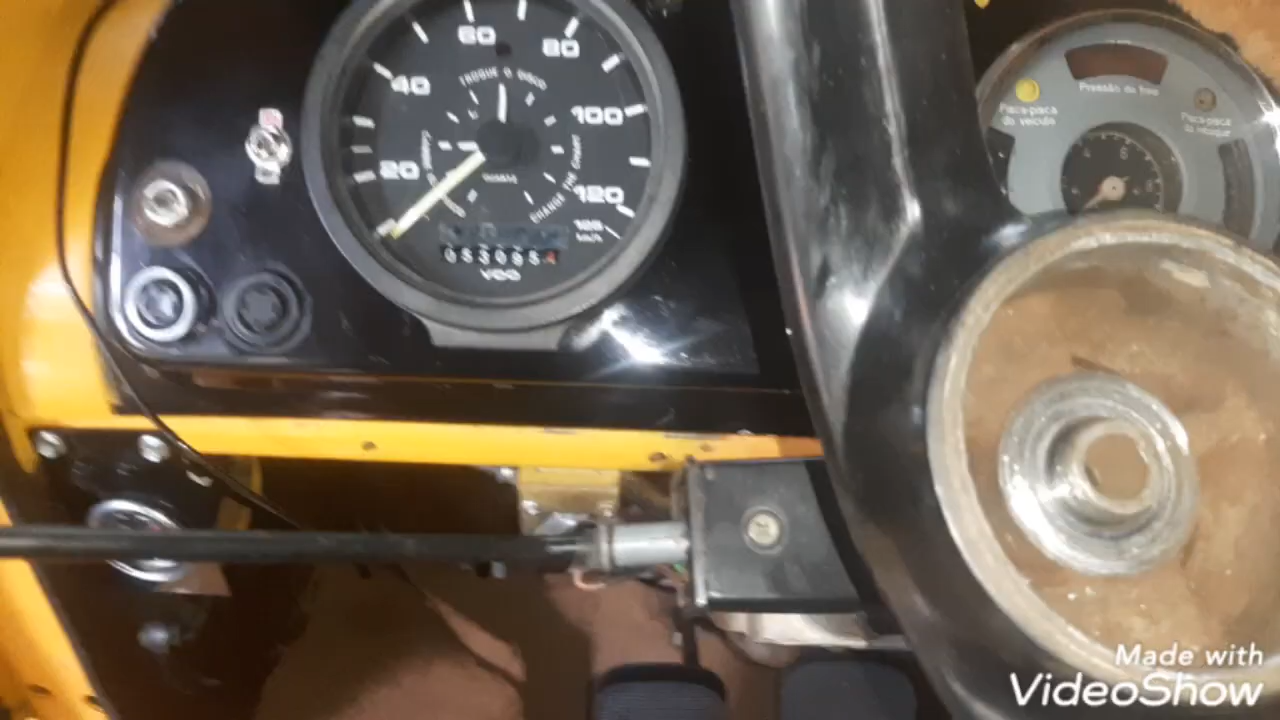 60
80
40
TROQUE O DISCO
100
20
CHANGE THE CHART
120
125
km/h
VDO
Pressão do freio
Pisca-pisca
do veículo
Pisca-pisca
do reboque
Made with
VideoShow